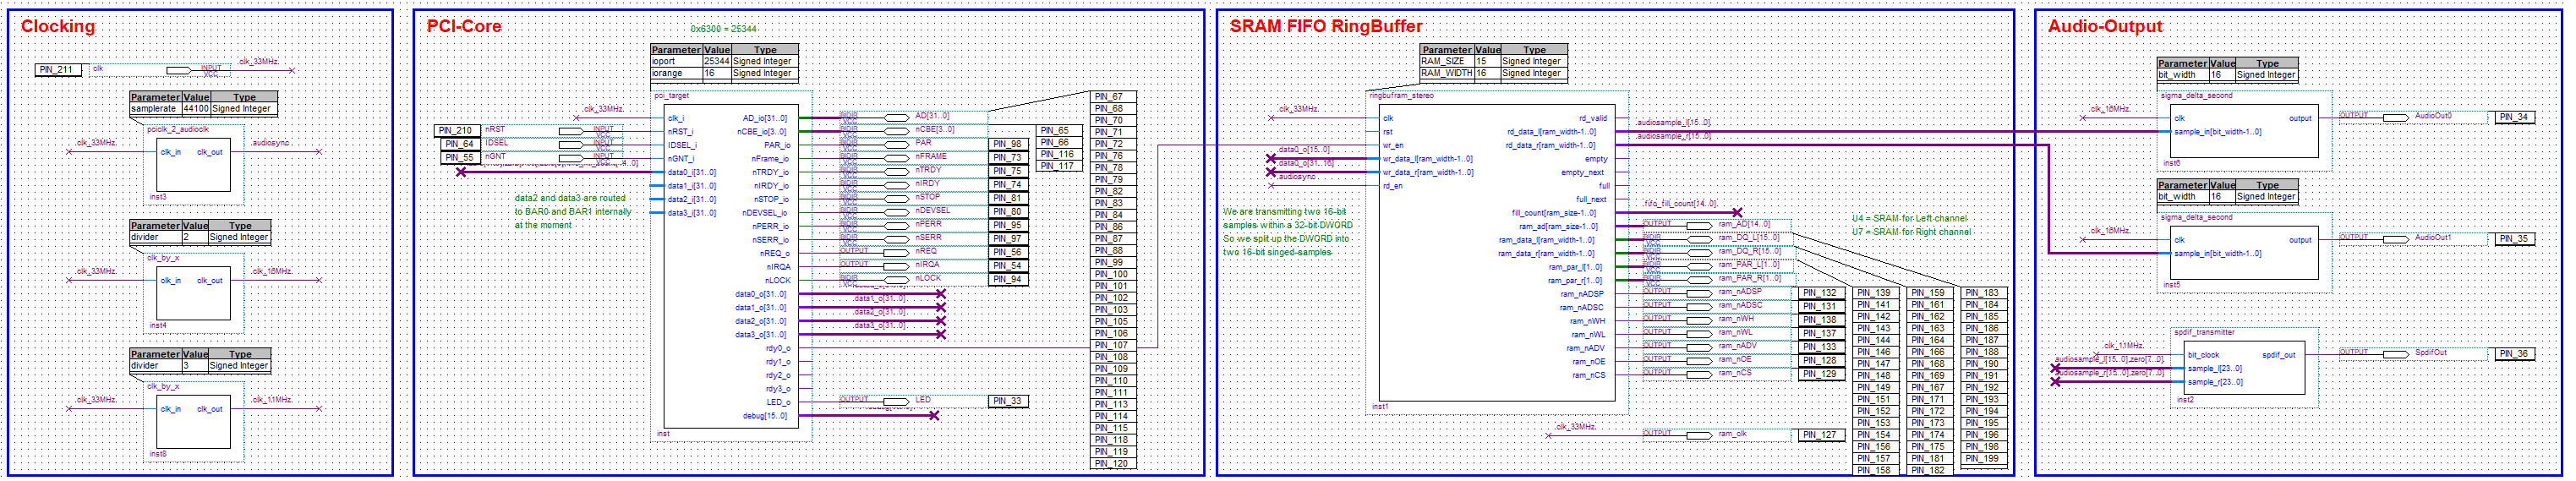 Clocking
PIN_211 clk INPUT VCC clk_33MHz.
Parameter Value Type
samplerate 44100 Signed Integer
pciclk_2_audioclk
clk_33MHz. clk_in clk_out audiosync
inst3
Parameter Value Type
divider 2 Signed Integer
clk_by_x
clk_33MHz. clk_in clk_out clk_16MHz.
inst4
Parameter Value Type
divider 3 Signed Integer
clk_by_x
clk_33MHz. clk_in clk_out clk_11MHz.
inst8
PCI-Core
0x6300 = 25344
Parameter Value Type
ioport 25344 Signed Integer
iorange 16 Signed Integer
pci_target
clk_33MHz. clk_i
PIN_210 nRST INPUT VCC nRST_i
PIN_64 IDSEL INPUT VCC IDSEL_i
PIN_55 nGNT INPUT VCC nGNT_i
data0_i[31..0]
data1_i[31..0]
data2_i[31..0]
data3_i[31..0]
data2 and data3 are routed
to BAR0 and BAR1 internally
at the moment
AD_io[31..0] BIDIR VCC AD[31..0]
nCBE_io[3..0] BIDIR VCC nCBE[3..0]
PAR_io BIDIR VCC PAR PIN_98
nFrame_io BIDIR VCC nFRAME PIN_73
nTRDY_io BIDIR VCC nTRDY PIN_75
nIRDY_io BIDIR VCC nIRDY PIN_74
nSTOP_io BIDIR VCC nSTOP PIN_81
nDEVSEL_io BIDIR VCC nDEVSEL PIN_80
nPERR_io BIDIR VCC nPERR PIN_95
nSERR_io BIDIR VCC nSERR PIN_97
nREQ_o OUTPUT nREQ PIN_56
nIRQA OUTPUT nIRQA PIN_54
nLOCK BIDIR VCC nLOCK PIN_94
data0_o[31..0]
data1_o[31..0] data1_o[31..0]
data2_o[31..0] data2_o[31..0]
data3_o[31..0] data3_o[31..0]
rdy0_o
rdy1_o
rdy2_o
rdy3_o
LED_o OUTPUT LED PIN_33
debug[15..0]
inst
PIN_65
PIN_66
PIN_116
PIN_117
PIN_67
PIN_68
PIN_70
PIN_71
PIN_72
PIN_76
PIN_78
PIN_79
PIN_82
PIN_83
PIN_84
PIN_86
PIN_87
PIN_88
PIN_99
PIN_100
PIN_101
PIN_102
PIN_103
PIN_105
PIN_106
PIN_107
PIN_108
PIN_109
PIN_110
PIN_111
PIN_113
PIN_114
PIN_115
PIN_118
PIN_119
PIN_120
SRAM FIFO RingBuffer
Parameter Value Type
RAM_SIZE 15 Signed Integer
RAM_WIDTH 16 Signed Integer
ringbufram_stereo
clk_33MHz. clk
rst
wr_en
data0_o[15..0] wr_data_l[ram_width-1..0]
data0_o[31..16] wr_data_r[ram_width-1..0]
audiosync rd_en
We are transmitting two 16-bit
samples within a 32-bit-DWORD
So we split up the DWORD into
two 16-bit singed-samples
rd_valid
rd_data_l[ram_width-1..0] audiosample_l[15..0]
rd_data_r[ram_width-1..0] audiosample_r[15..0]
empty
empty_next
full
full_next
fill_count[ram_size-1..0] fifo_fill_count[14..0]
ram_ad[ram_size-1..0] OUTPUT ram_AD[14..0]
ram_data_l[ram_width-1..0] BIDIR VCC ram_DQ_L[15..0]
ram_data_r[ram_width-1..0] BIDIR VCC ram_DQ_R[15..0]
ram_par_l[1..0] BIDIR VCC ram_PAR_L[1..0]
ram_par_r[1..0] BIDIR VCC ram_PAR_R[1..0]
ram_nADSP OUTPUT ram_nADSP PIN_132
ram_nADSC OUTPUT ram_nADSC PIN_131
ram_nWH OUTPUT ram_nWH PIN_138
ram_nWL OUTPUT ram_nWL PIN_137
ram_nADV OUTPUT ram_nADV PIN_133
ram_nOE OUTPUT ram_nOE PIN_128
ram_nCS OUTPUT ram_nCS PIN_129
inst1
clk_33MHz. OUTPUT ram_clk PIN_127
U4 = SRAM for Left channel
U7 = SRAM for Right channel
PIN_139 PIN_159 PIN_183
PIN_141 PIN_161 PIN_184
PIN_142 PIN_162 PIN_185
PIN_143 PIN_163 PIN_186
PIN_144 PIN_164 PIN_187
PIN_146 PIN_166 PIN_188
PIN_147 PIN_167 PIN_190
PIN_148 PIN_168 PIN_191
PIN_149 PIN_169 PIN_192
PIN_151 PIN_171 PIN_193
PIN_152 PIN_172 PIN_194
PIN_153 PIN_173 PIN_195
PIN_154 PIN_174 PIN_196
PIN_156 PIN_175 PIN_198
PIN_157 PIN_181 PIN_199
PIN_158 PIN_182
Audio-Output
Parameter Value Type
bit_width 16 Signed Integer
sigma_delta_second
clk_16MHz. clk output OUTPUT AudioOut0 PIN_34
sample_in[bit_width-1..0]
inst6
Parameter Value Type
bit_width 16 Signed Integer
sigma_delta_second
clk_16MHz. clk output OUTPUT AudioOut1 PIN_35
sample_in[bit_width-1..0]
inst5
spdif_transmitter
clk_11MHz. bit_clock spdif_out OUTPUT SpdifOut PIN_36
audiosample_l[15..0],zero[7..0] sample_l[23..0]
audiosample_r[15..0],zero[7..0] sample_r[23..0]
inst2